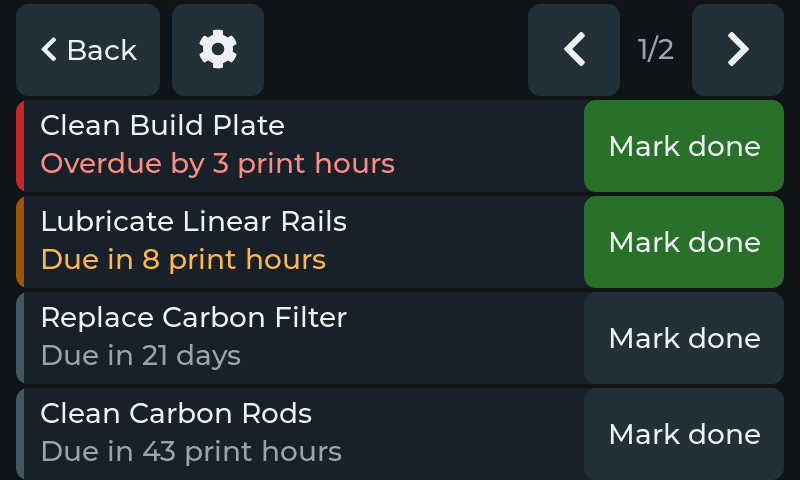 Back
1/2
Clean Build Plate
Overdue by 3 print hours
Mark done
Lubricate Linear Rails
Due in 8 print hours
Mark done
Replace Carbon Filter
Due in 21 days
Mark done
Clean Carbon Rods
Due in 43 print hours
Mark done